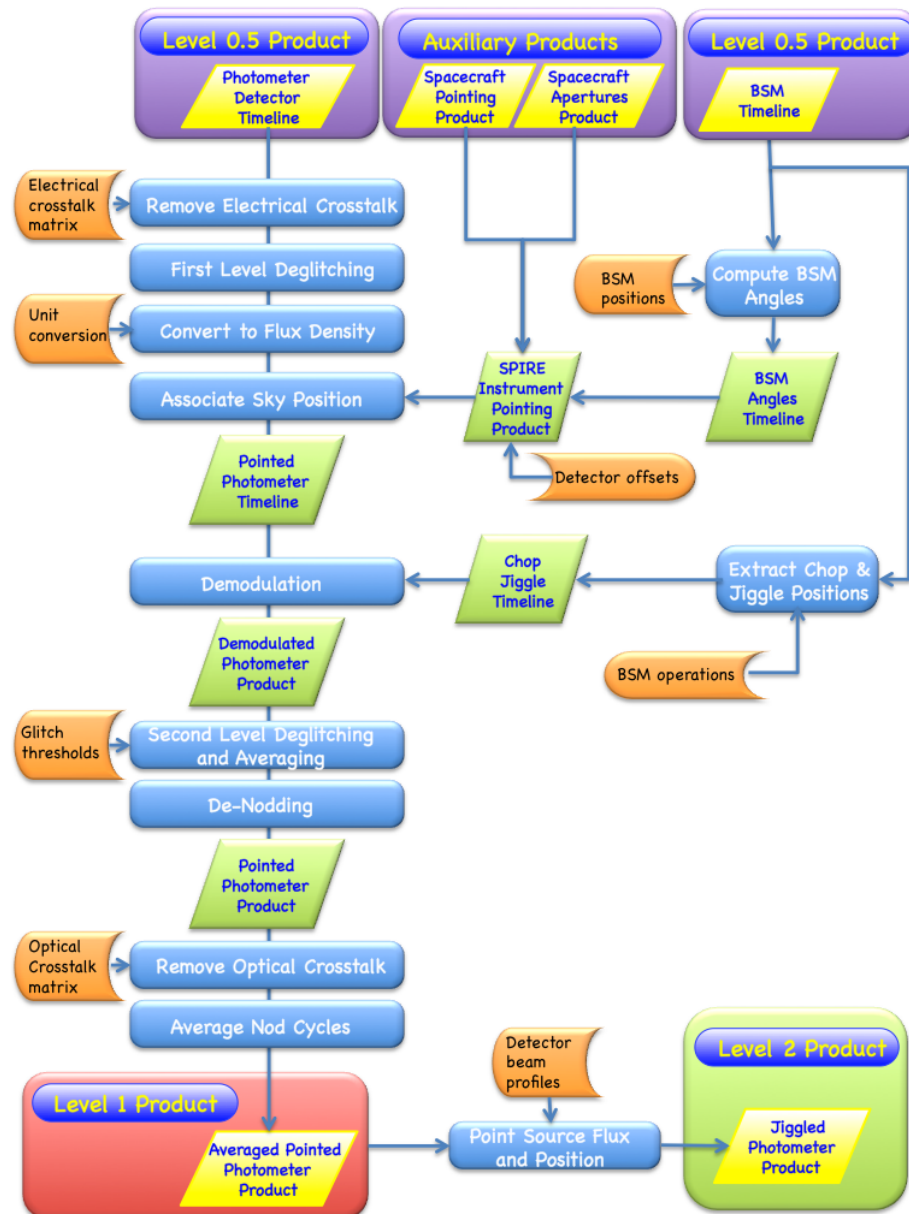 Level 0.5 Product
Photometer
Detector
Timeline
Auxiliary Products
Spacecraft
Pointing
Product
Spacecraft
Apertures
Product
Level 0.5 Product
BSM
Timeline
Electrical
crosstalk
matrix
Remove Electrical Crosstalk
First Level Deglitching
BSM
positions
Compute BSM
Angles
Unit
conversion
Convert to Flux Density
Associate Sky Position
SPIRE
Instrument
Pointing
Product
BSM
Angles
Timeline
Pointed
Photometer
Timeline
Detector offsets
Demodulation
Chop
Jiggle
Timeline
Extract Chop &
Jiggle Positions
Demodulated
Photometer
Product
BSM operations
Glitch
thresholds
Second Level Deglitching
and Averaging
De-Nodding
Pointed
Photometer
Product
Optical
Crosstalk
matrix
Remove Optical Crosstalk
Average Nod Cycles
Detector
beam
profiles
Level 1 Product
Averaged Pointed
Photometer
Product
Point Source Flux
and Position
Level 2 Product
Jiggled
Photometer
Product